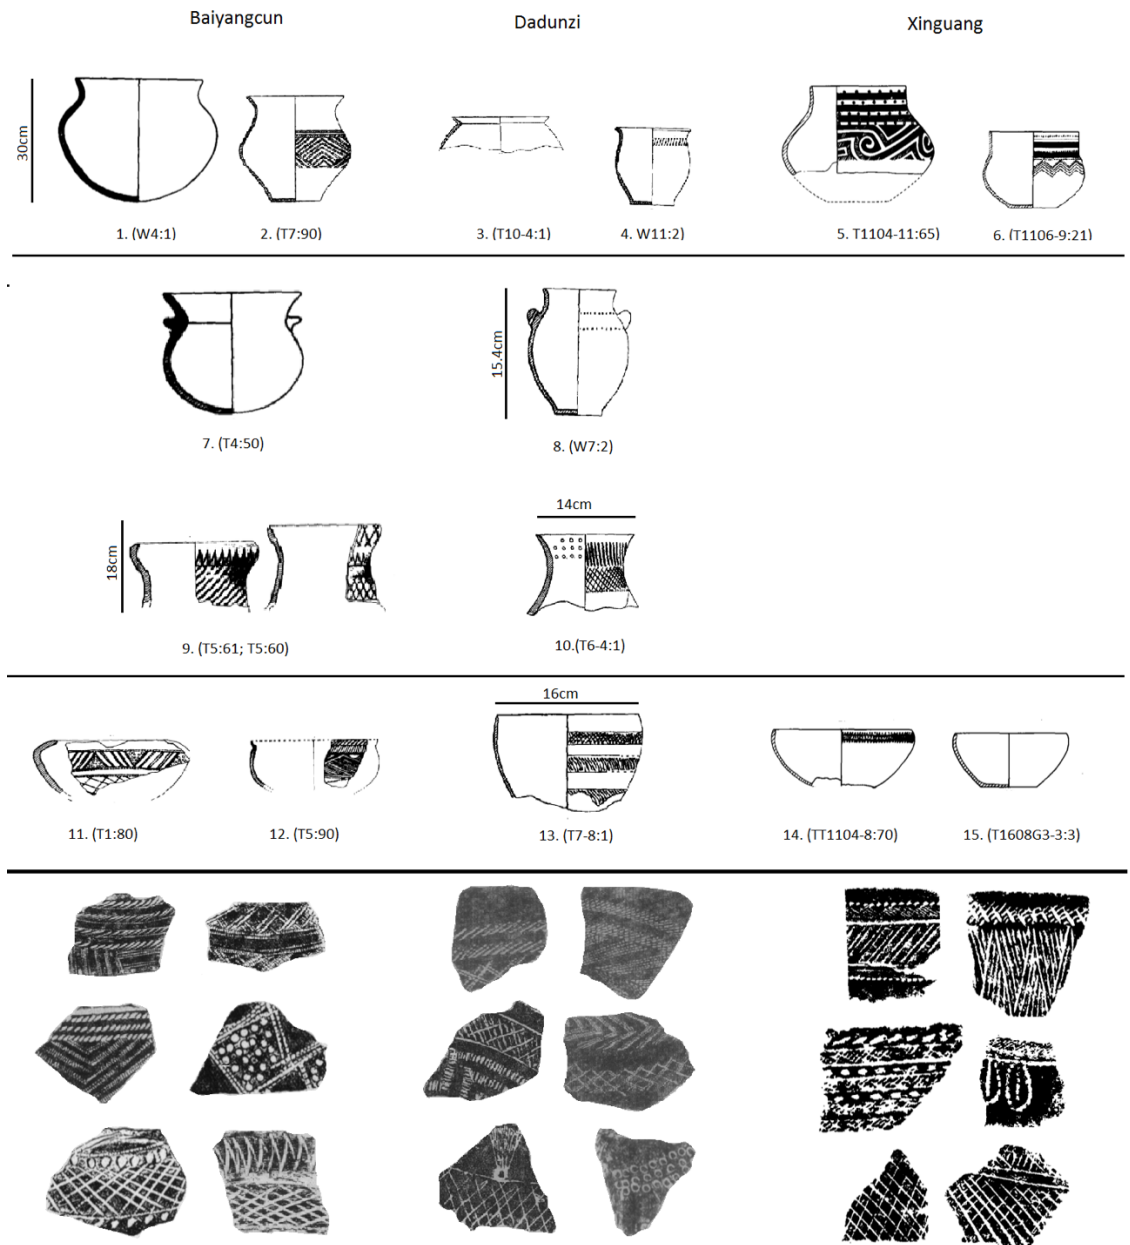 Baiyangcun
Dadunzi
Xinguang
30cm
1. (W4:1)
2. (T7:90)
3. (T10-4:1)
4. W11:2)
5. T1104-11:65)
6. (T1106-9:21)
7. (T4:50)
15.4cm
8. (W7:2)
18cm
9. (T5:61; T5:60)
14cm
10.(T6-4:1)
11. (T1:80)
12. (T5:90)
16cm
13. (T7-8:1)
14. (TT1104-8:70)
15. (T1608G3-3:3)